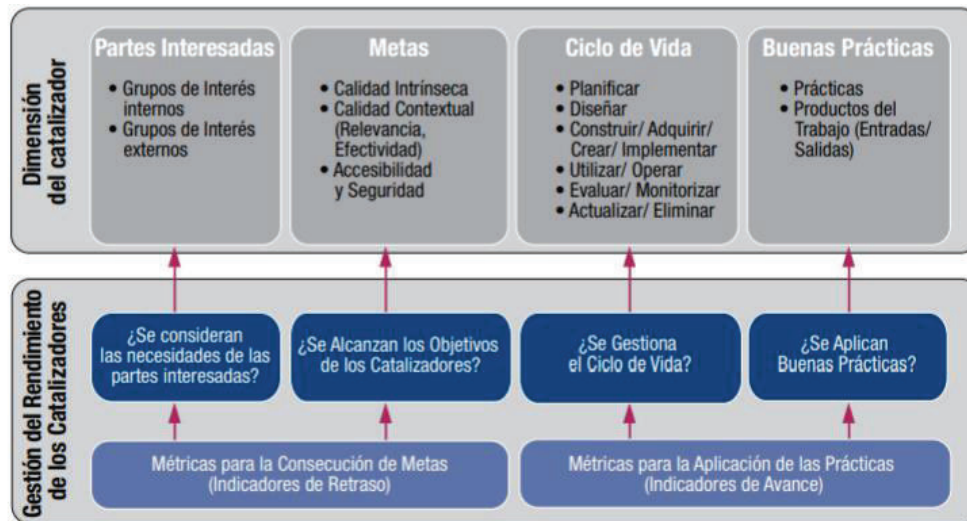 Dimensión
del catalizador
Partes Interesadas
• Grupos de Interés
internos
• Grupos de Interés
externos
Metas
• Calidad Intrínseca
• Calidad Contextual
(Relevancia,
Efectividad)
• Accesibilidad
y Seguridad
Ciclo de Vida
• Planificar
• Diseñar
• Construir/ Adquirir/
Crear/ Implementar
• Utilizar/ Operar
• Evaluar/ Monitorizar
• Actualizar/ Eliminar
Buenas Prácticas
• Prácticas
• Productos del
Trabajo (Entradas/
Salidas)
Gestión del Rendimiento
de los Catalizadores
¿Se consideran
las necesidades de las
partes interesadas?
¿Se Alcanzan los Objetivos
de los Catalizadores?
¿Se Gestiona
el Ciclo de Vida?
¿Se Aplican
Buenas Prácticas?
Métricas para la Consecución de Metas
(Indicadores de Retraso)
Métricas para la Aplicación de las Prácticas
(Indicadores de Avance)